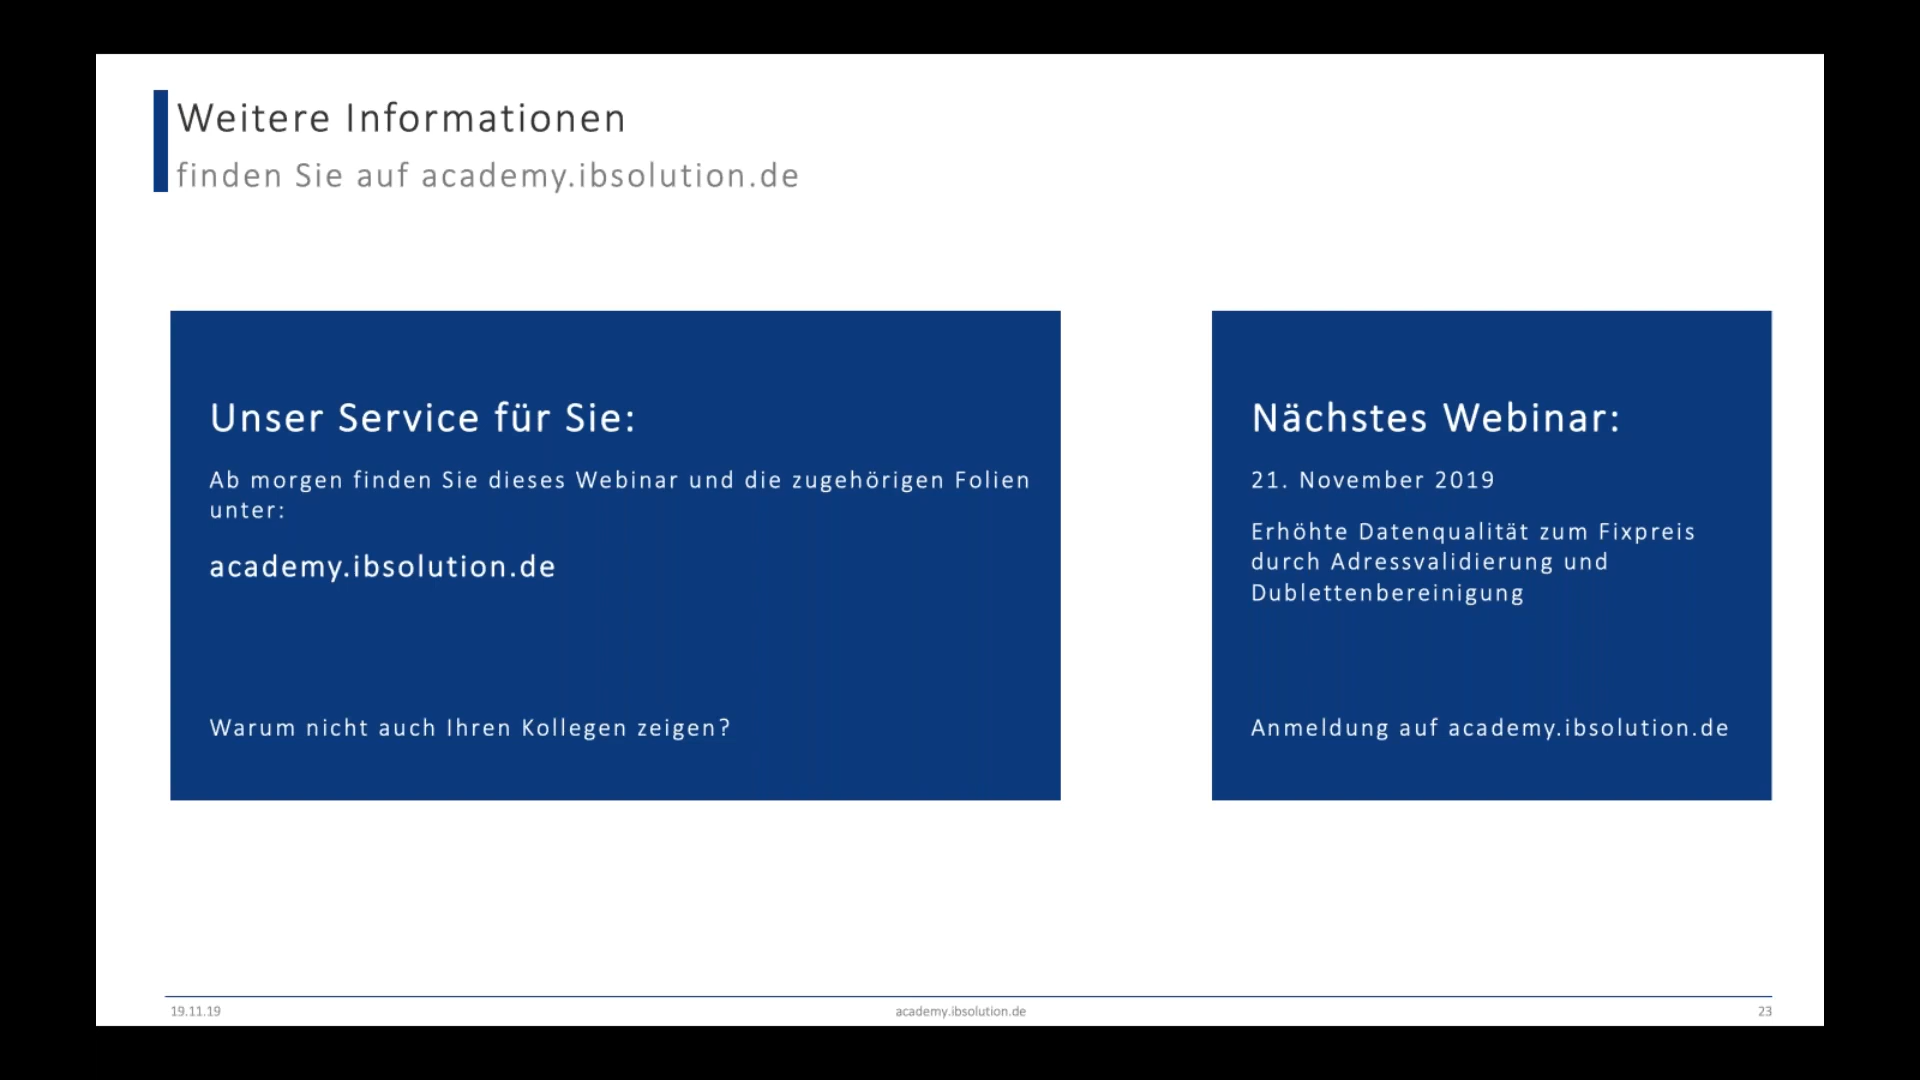 Weitere Informationen
finden Sie auf academy.ibsolution.de
Unser Service für Sie:
Ab morgen finden Sie dieses Webinar und die zugehörigen Folien
unter:
academy.ibsolution.de
Warum nicht auch Ihren Kollegen zeigen?
Nächstes Webinar:
21. November 2019
Erhöhte Datenqualität zum Fixpreis
durch Adressvalidierung und
Dublettenbereinigung
Anmeldung auf academy.ibsolution.de
19.11.19
academy.ibsolution.de
23